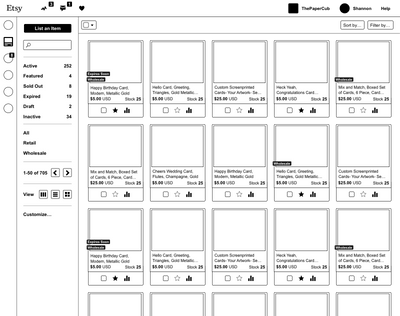 Etsy
3
1
ThePaperCub
Shannon
Help
List an Item
Sort by...
Filter by...
Active 252
Featured 4
Sold Out 8
Expired 19
Draft 2
Inactive 34
All
Retail
Wholesale
1-50 of 705
View
Customize...
Expires Soon
Wholesale
Happy Birthday Card,
Modern, Metallic Gold
$5.00 USD Stock 25
Hello Card, Greeting,
Triangles, Gold Metallic...
$5.00 USD Stock 25
Custom Screenprinted
Cards- Your Artwork- Se...
$25.00 USD Stock 25
Heck Yeah,
Congratulations Card...
$5.00 USD Stock 25
Wholesale
Mix and Match, Boxed Set
of Cards, 6 Piece, Card...
$25.00 USD Stock 25
Mix and Match, Boxed Set
of Cards, 6 Piece, Card...
$25.00 USD Stock 25
Cheers Wedding Card,
Flutes, Champagne, Gold
$5.00 USD Stock 25
Happy Birthday Card,
Modern, Metallic Gold
$5.00 USD Stock 25
Wholesale
Hello Card, Greeting,
Triangles, Gold Metallic...
$5.00 USD Stock 25
Custom Screenprinted
Cards- Your Artwork- Se...
$25.00 USD Stock 25
Expires Soon
Wholesale
Happy Birthday Card,
Modern, Metallic Gold
$5.00 USD Stock 25
Hello Card, Greeting,
Triangles, Gold Metallic...
$5.00 USD Stock 25
Custom Screenprinted
Cards- Your Artwork- Se...
$25.00 USD Stock 25
Heck Yeah,
Congratulations Card...
$5.00 USD Stock 25
Wholesale
Mix and Match, Boxed Set
of Cards, 6 Piece, Card...
$25.00 USD Stock 25